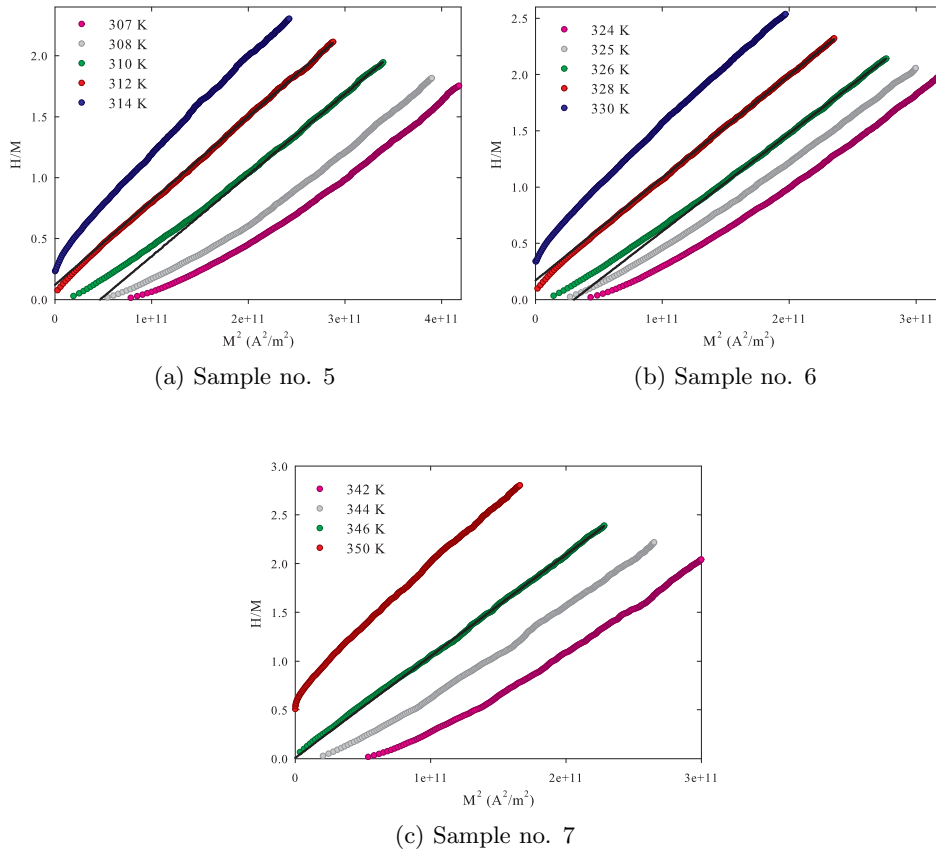 307 K
308 K
310 K
312 K
314 K
H/M
2.0
1.5
1.0
0.5
0.0
0
1e+11
2e+11
3e+11
4e+11
M² (A²/m²)
(a) Sample no. 5
324 K
325 K
326 K
328 K
330 K
H/M
2.5
2.0
1.5
1.0
0.5
0.0
0
1e+11
2e+11
3e+11
M² (A²/m²)
(b) Sample no. 6
342 K
344 K
346 K
350 K
H/M
3.0
2.5
2.0
1.5
1.0
0.5
0.0
0
1e+11
2e+11
3e+11
M² (A²/m²)
(c) Sample no. 7